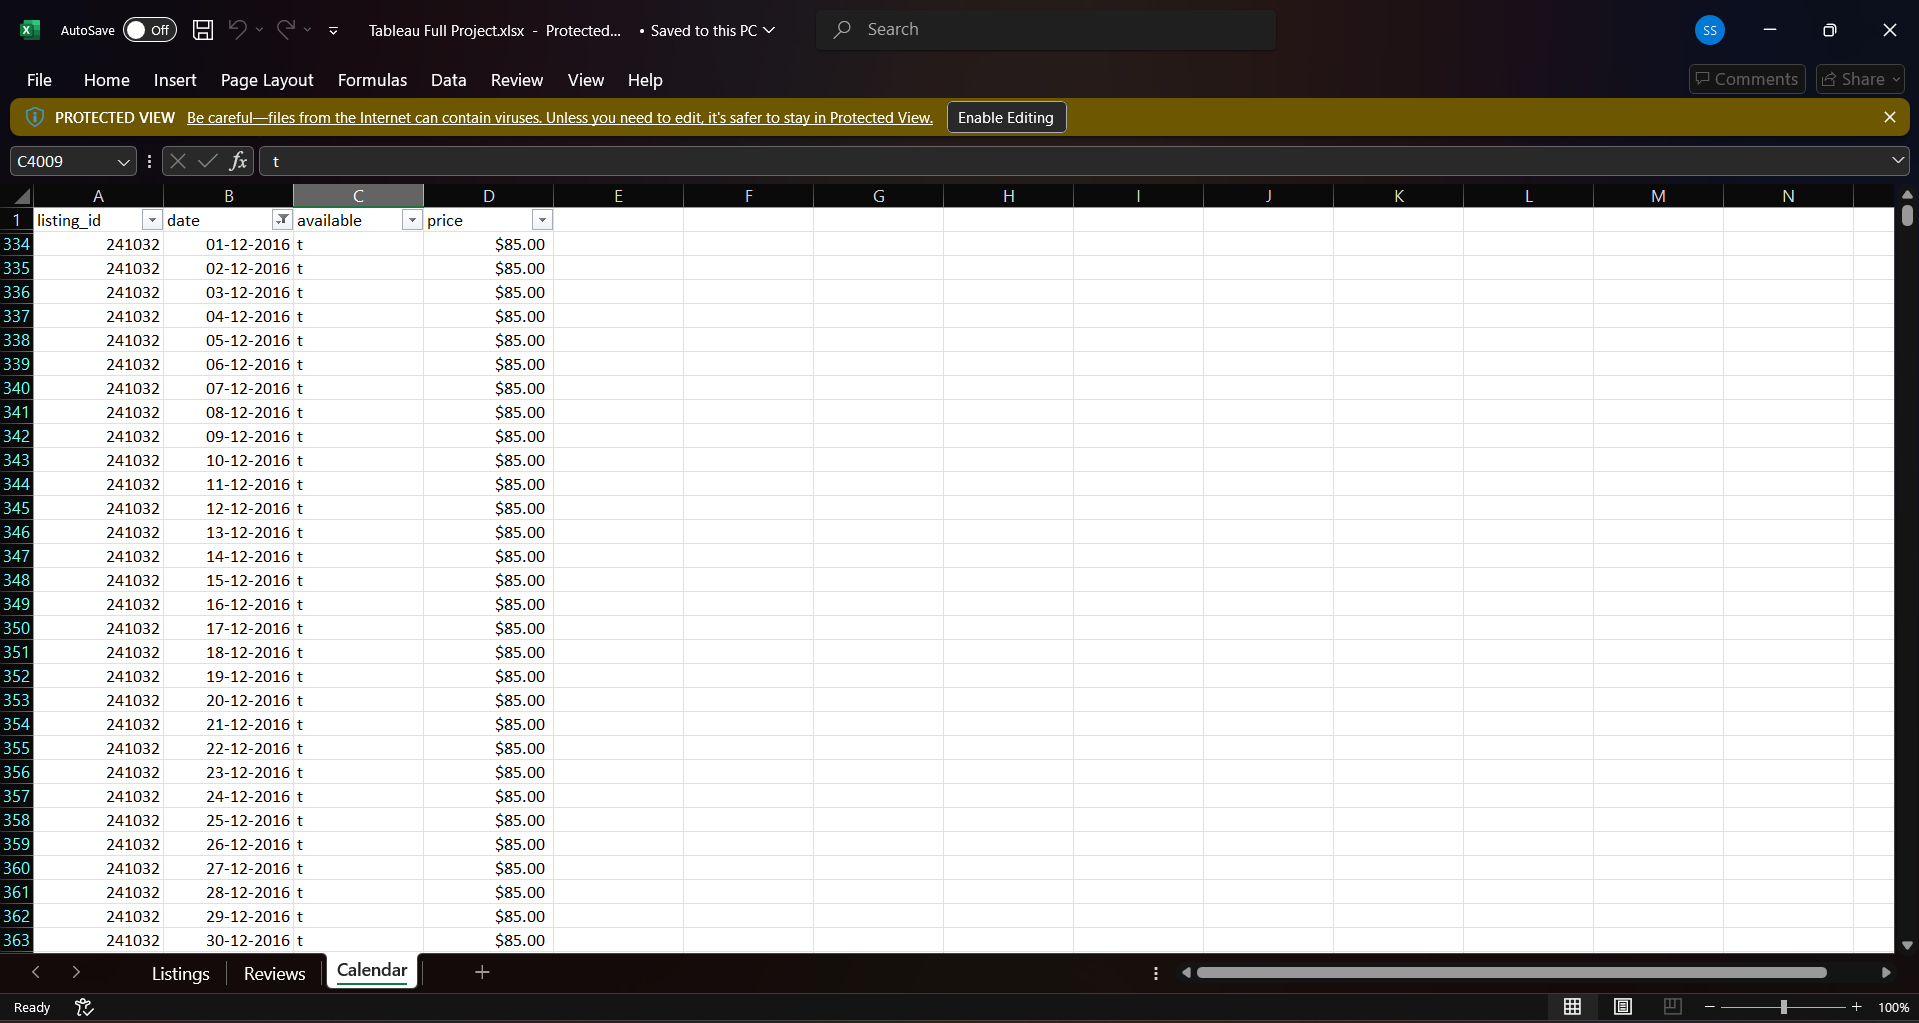 AutoSave Off Tableau Full Project.xlsx - Protected... • Saved to this PC Search SS
File Home Insert Page Layout Formulas Data Review View Help Comments Share
PROTECTED VIEW Be careful—files from the Internet can contain viruses. Unless you need to edit, it's safer to stay in Protected View. Enable Editing
C4009 fx t
A B C D E F G H I J K L M N
1 listing_id date available price
334 241032 01-12-2016 t $85.00
335 241032 02-12-2016 t $85.00
336 241032 03-12-2016 t $85.00
337 241032 04-12-2016 t $85.00
338 241032 05-12-2016 t $85.00
339 241032 06-12-2016 t $85.00
340 241032 07-12-2016 t $85.00
341 241032 08-12-2016 t $85.00
342 241032 09-12-2016 t $85.00
343 241032 10-12-2016 t $85.00
344 241032 11-12-2016 t $85.00
345 241032 12-12-2016 t $85.00
346 241032 13-12-2016 t $85.00
347 241032 14-12-2016 t $85.00
348 241032 15-12-2016 t $85.00
349 241032 16-12-2016 t $85.00
350 241032 17-12-2016 t $85.00
351 241032 18-12-2016 t $85.00
352 241032 19-12-2016 t $85.00
353 241032 20-12-2016 t $85.00
354 241032 21-12-2016 t $85.00
355 241032 22-12-2016 t $85.00
356 241032 23-12-2016 t $85.00
357 241032 24-12-2016 t $85.00
358 241032 25-12-2016 t $85.00
359 241032 26-12-2016 t $85.00
360 241032 27-12-2016 t $85.00
361 241032 28-12-2016 t $85.00
362 241032 29-12-2016 t $85.00
363 241032 30-12-2016 t $85.00
Listings Reviews Calendar
Ready 100%